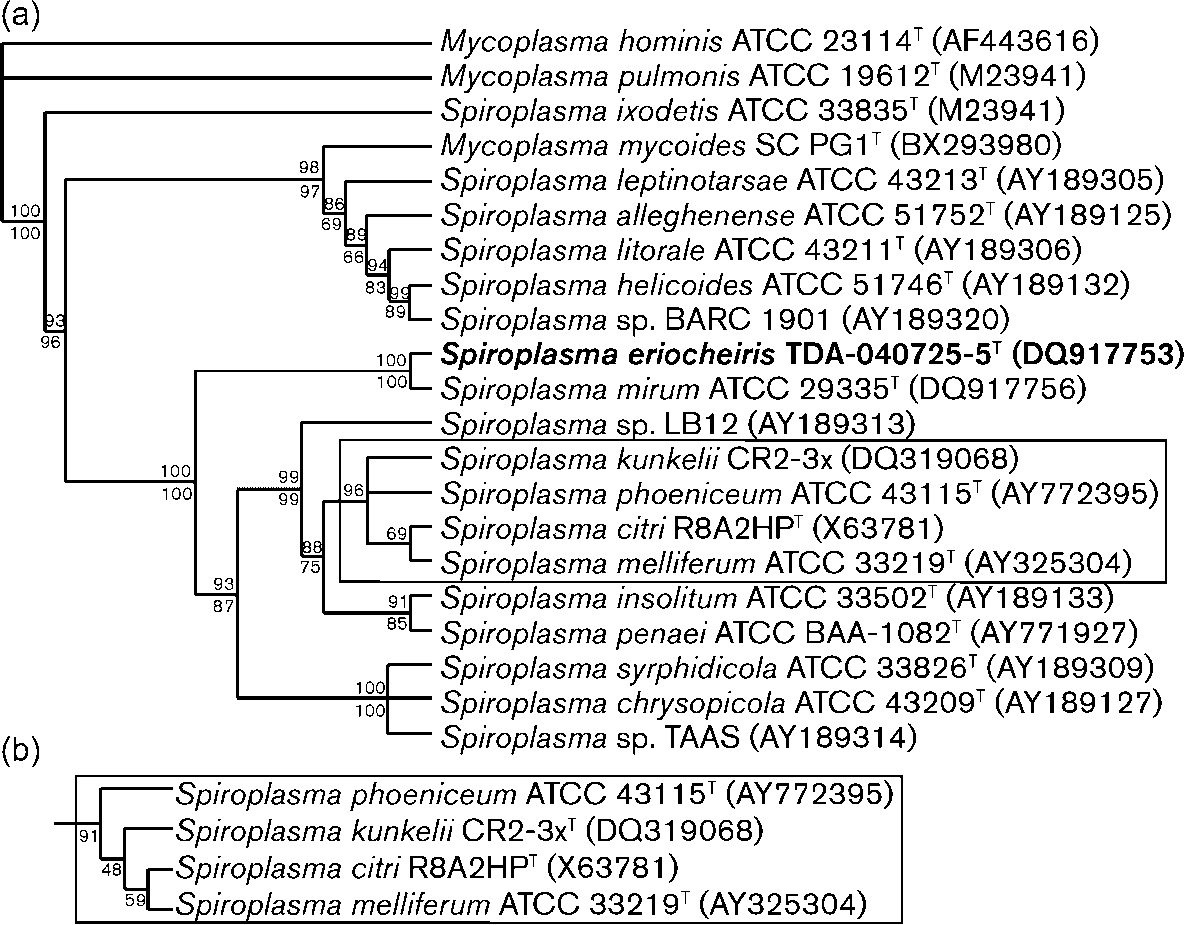 (a)
Mycoplasma hominis ATCC 23114ᵀ (AF443616)
Mycoplasma pulmonis ATCC 19612ᵀ (M23941)
Spiroplasma ixodetis ATCC 33835ᵀ (M23941)
Mycoplasma mycoides SC PG1ᵀ (BX293980)
98
97
Spiroplasma leptinotarsae ATCC 43213ᵀ (AY189305)
86
69
Spiroplasma alleghenense ATCC 51752ᵀ (AY189125)
100
100
89
66
Spiroplasma litorale ATCC 43211ᵀ (AY189306)
94
83
Spiroplasma helicoides ATCC 51746ᵀ (AY189132)
99
89
Spiroplasma sp. BARC 1901 (AY189320)
93
96
Spiroplasma eriocheiris TDA-040725-5ᵀ (DQ917753)
100
100
Spiroplasma mirum ATCC 29335ᵀ (DQ917756)
Spiroplasma sp. LB12 (AY189313)
Spiroplasma kunkelii CR2-3x (DQ319068)
100
100
99
99
96
Spiroplasma phoeniceum ATCC 43115ᵀ (AY772395)
Spiroplasma citri R8A2HPᵀ (X63781)
69
88
75
Spiroplasma melliferum ATCC 33219ᵀ (AY325304)
93
87
Spiroplasma insolitum ATCC 33502ᵀ (AY189133)
91
85
Spiroplasma penaei ATCC BAA-1082ᵀ (AY771927)
Spiroplasma syrphidicola ATCC 33826ᵀ (AY189309)
100
100
Spiroplasma chrysopicola ATCC 43209ᵀ (AY189127)
Spiroplasma sp. TAAS (AY189314)
(b)
Spiroplasma phoeniceum ATCC 43115ᵀ (AY772395)
91
Spiroplasma kunkelii CR2-3xᵀ (DQ319068)
48
Spiroplasma citri R8A2HPᵀ (X63781)
59
Spiroplasma melliferum ATCC 33219ᵀ (AY325304)